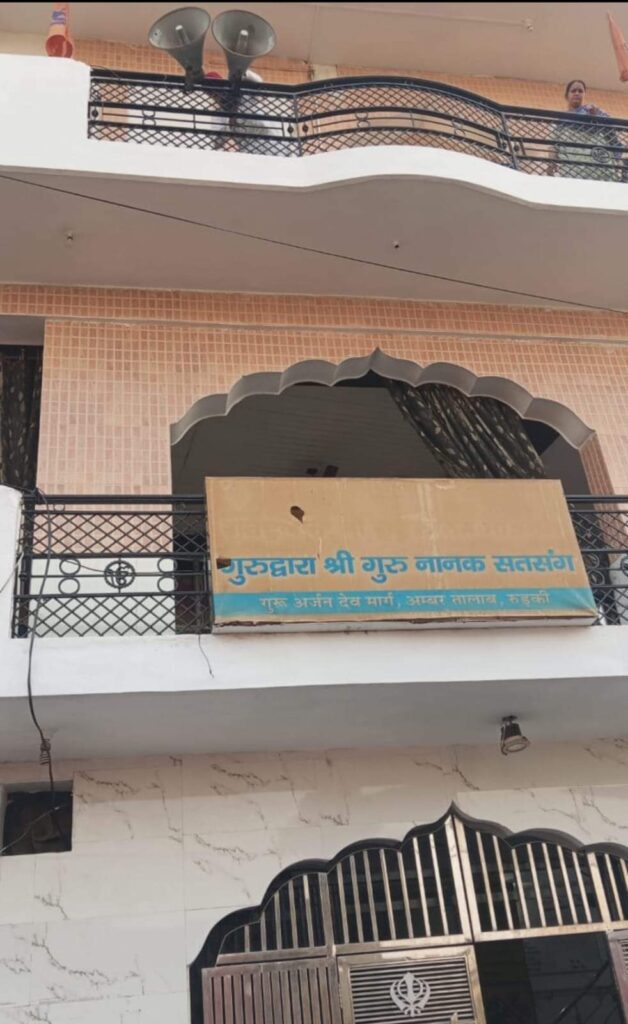 गुरुद्वारा श्री गुरु नानक सतसंग
गुरू अर्जन देव मार्ग, अम्बर तालाब, रुड़की